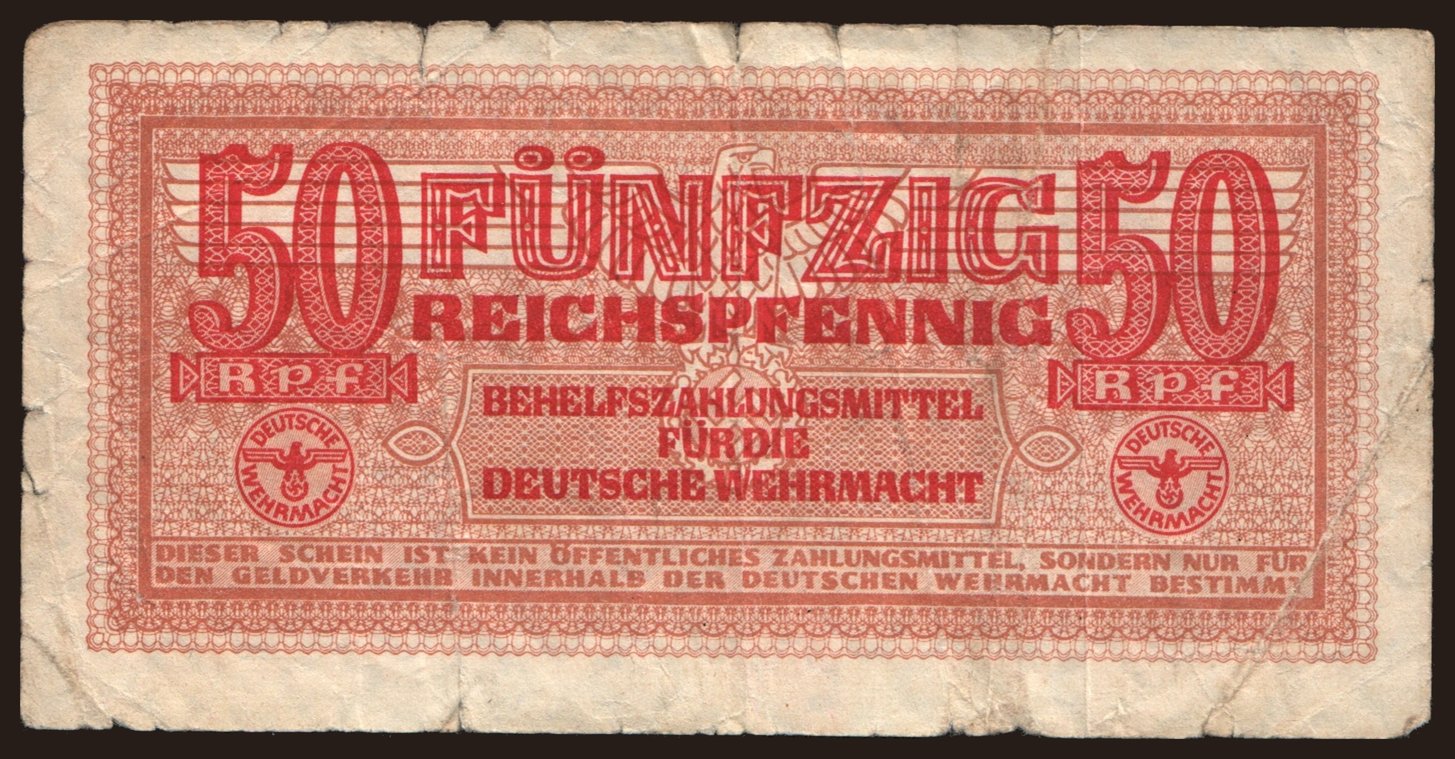 50 FÜNFZIG 50
REICHSPFENNIG
Rpf Rpf
BEHELFSZAHLUNGSMITTEL
FÜR DIE
DEUTSCHE WEHRMACHT
DEUTSCHE WEHRMACHT
DEUTSCHE WEHRMACHT
DIESER SCHEIN IST KEIN ÖFFENTLICHES ZAHLUNGSMITTEL, SONDERN NUR FÜR
DEN GELDVERKEHR INNERHALB DER DEUTSCHEN WEHRMACHT BESTIMMT